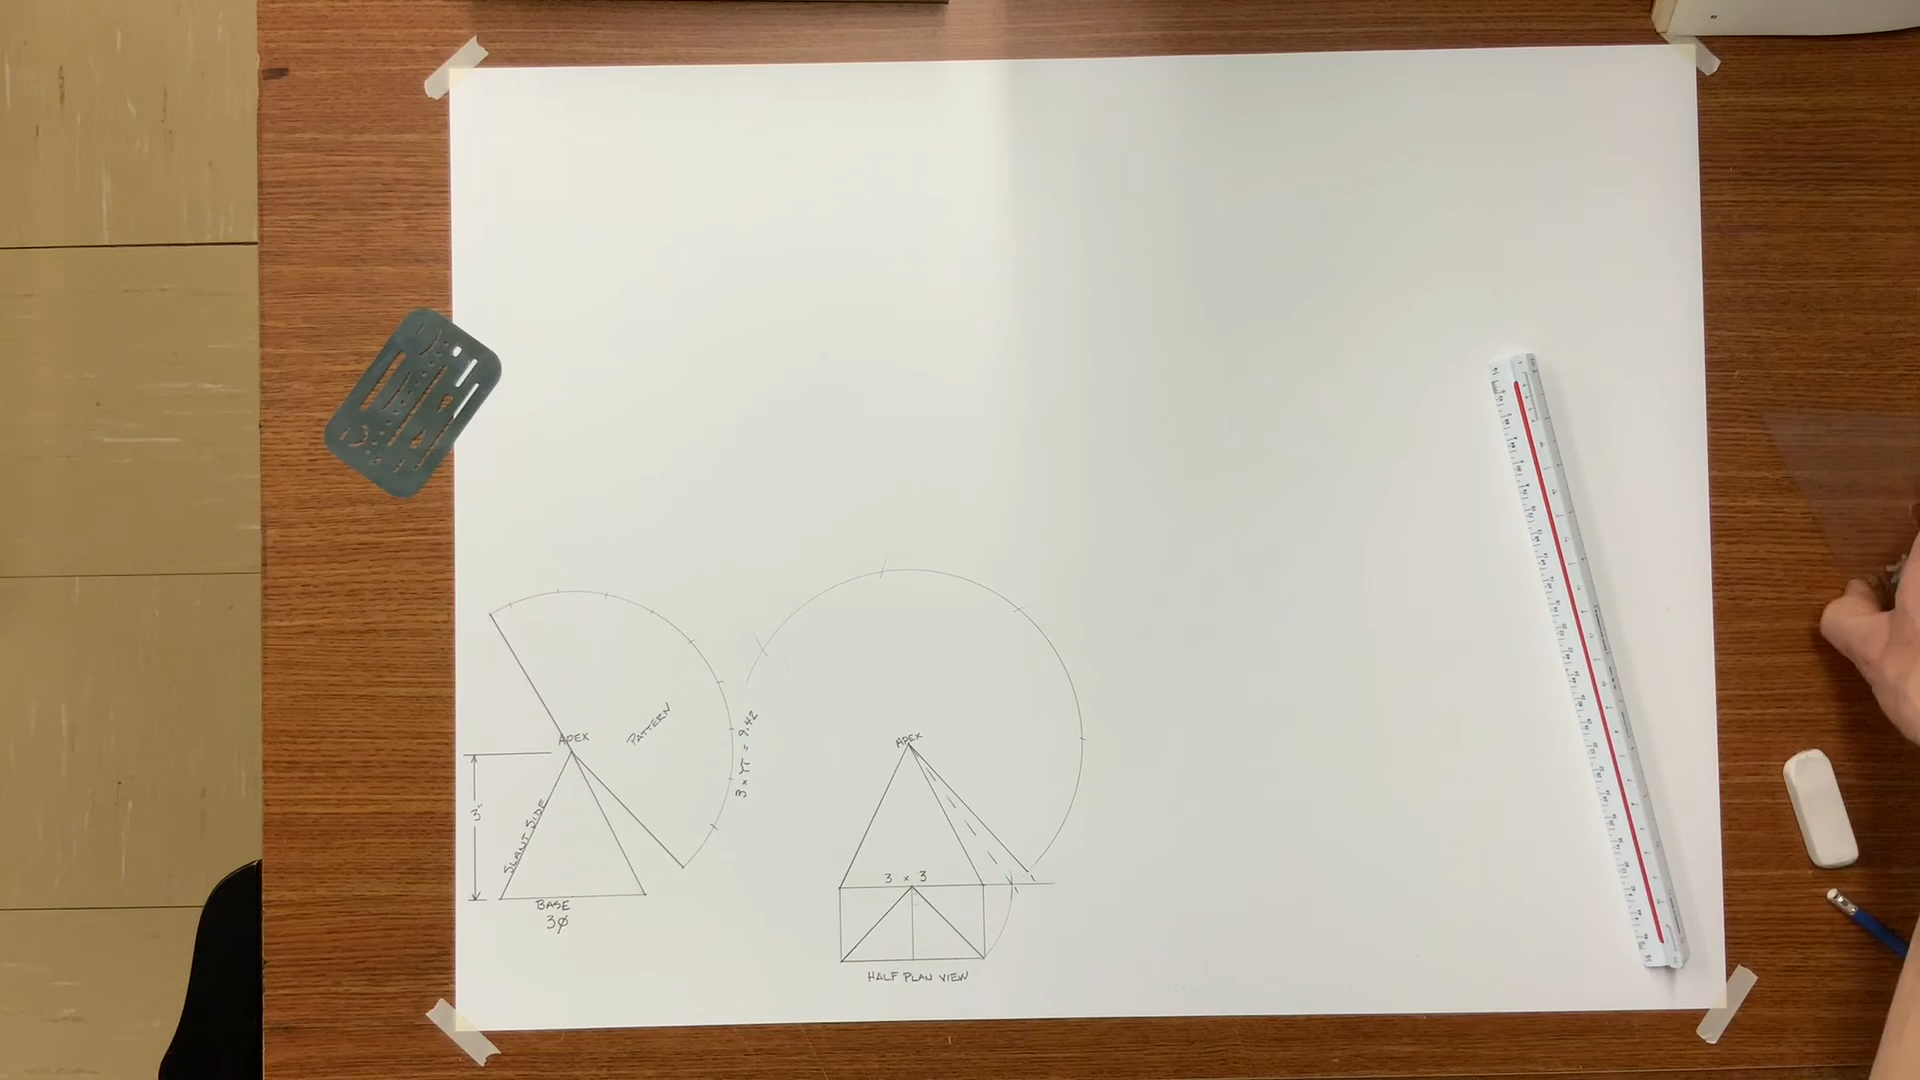 APEX
PATTERN
3 x π = 9.42
3"
SLANT SIDE
BASE
3ø
APEX
3 x 3
HALF PLAN VIEW